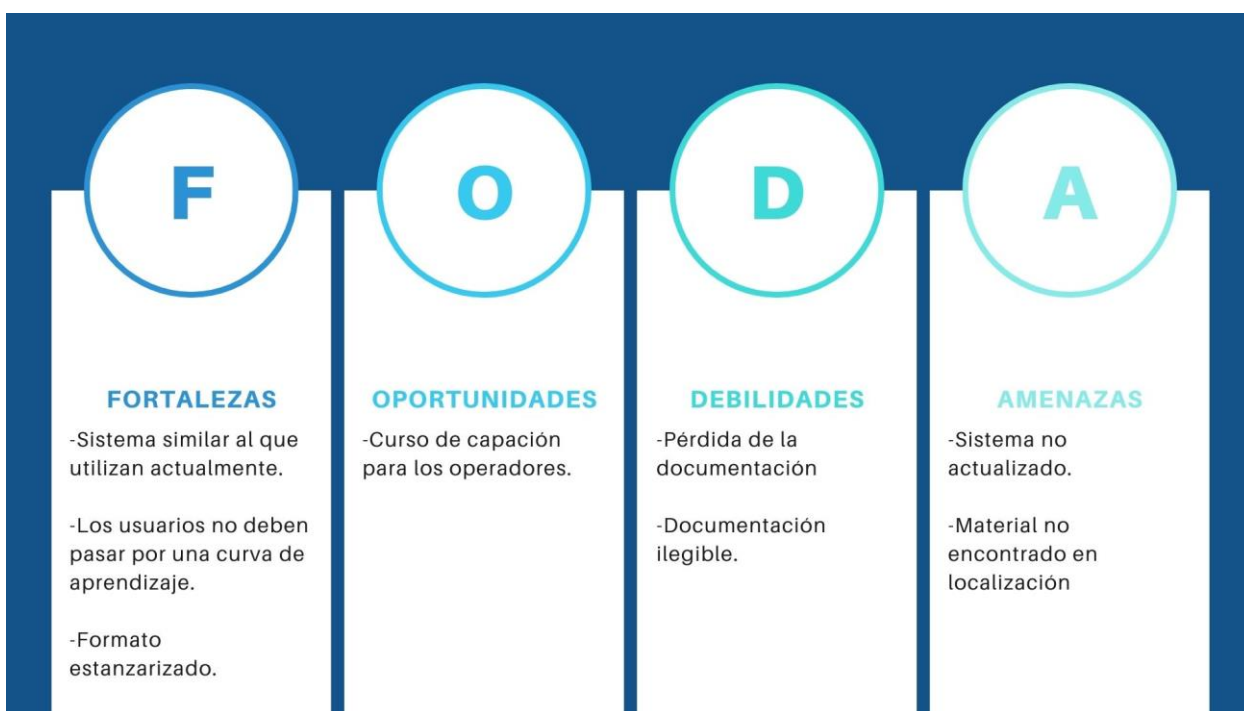 F
FORTALEZAS
-Sistema similar al que
utilizan actualmente.
-Los usuarios no deben
pasar por una curva de
aprendizaje.
-Formato
estanzarizado.
O
OPORTUNIDADES
-Curso de capación
para los operadores.
D
DEBILIDADES
-Pérdida de la
documentación
-Documentación
ilegible.
A
AMENAZAS
-Sistema no
actualizado.
-Material no
encontrado en
localización